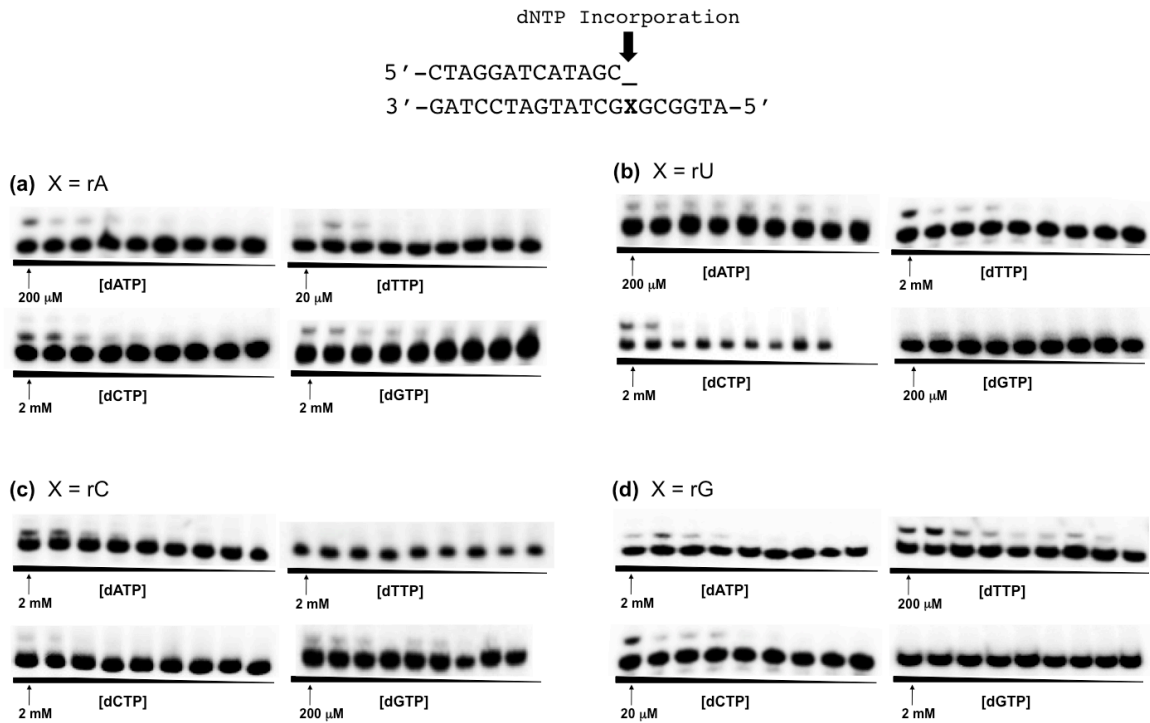 dNTP Incorporation
5′-CTAGGATCATAGC_
3′-GATCCTAGTATCGXGCGGTA-5′
(a) X = rA
200 μM
[dATP]
20 μM
[dTTP]
2 mM
[dCTP]
2 mM
[dGTP]
(b) X = rU
200 μM
[dATP]
2 mM
[dTTP]
2 mM
[dCTP]
200 μM
[dGTP]
(c) X = rC
2 mM
[dATP]
2 mM
[dTTP]
2 mM
[dCTP]
200 μM
[dGTP]
(d) X = rG
2 mM
[dATP]
200 μM
[dTTP]
20 μM
[dCTP]
2 mM
[dGTP]